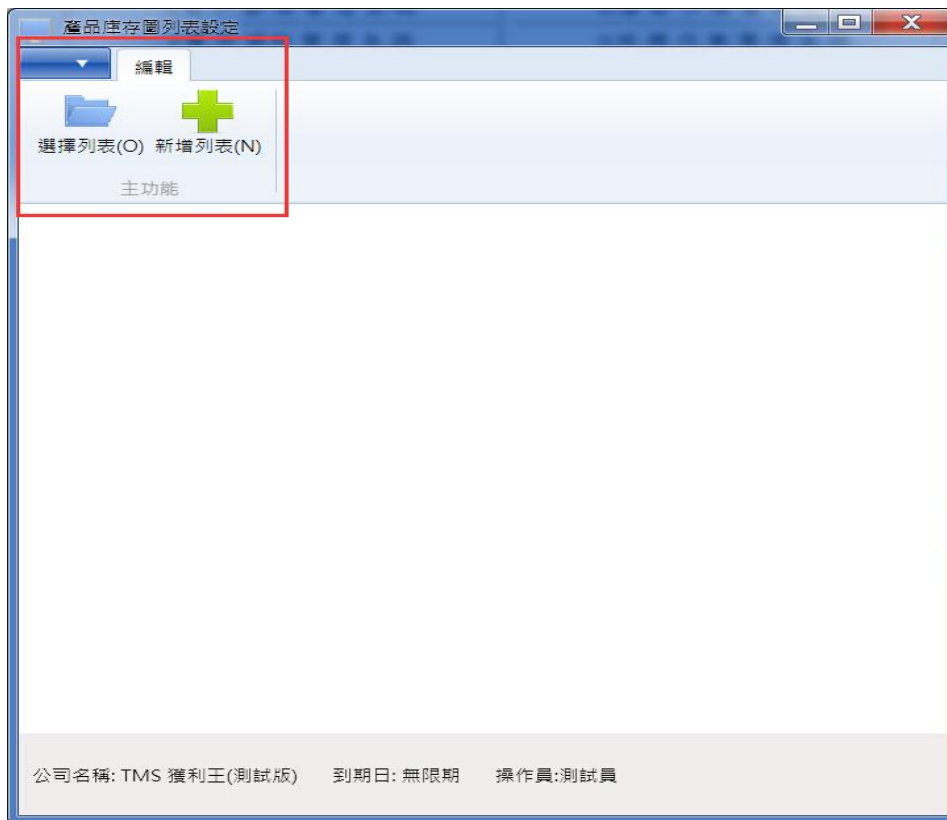 產品庫存圖列表設定
編輯
選擇列表(O) 新增列表(N)
主功能
公司名稱: TMS 獲利王(測試版) 到期日: 無限期 操作員:測試員